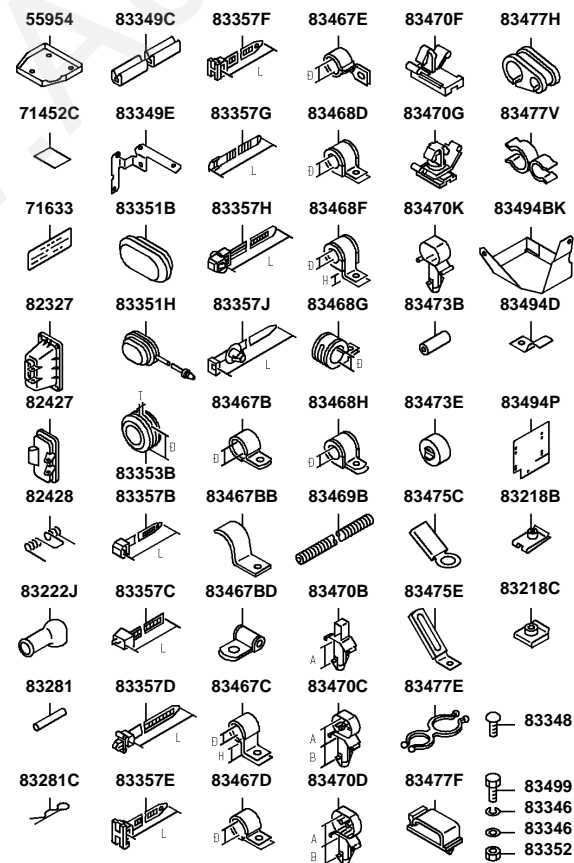 55954 83349C 83357F 83467E 83470F 83477H
L Ð
71452C 83349E 83357G 83468D 83470G 83477V
L Ð
71633 83351B 83357H 83468F 83470K 83494BK
L Ð H
82327 83351H 83357J 83468G 83473B 83494D
L Ð
82427 83467B 83468H 83473E 83494P
T Ð Ð Ð
83353B
82428 83357B 83467BB 83469B 83475C 83218B
L
83222J 83357C 83467BD 83470B 83475E 83218C
L A
83281 83357D 83467C 83470C 83477E
L Ð H A B
83348
83281C 83357E 83467D 83470D 83477F
L Ð A B
83499
83346
83346
83352